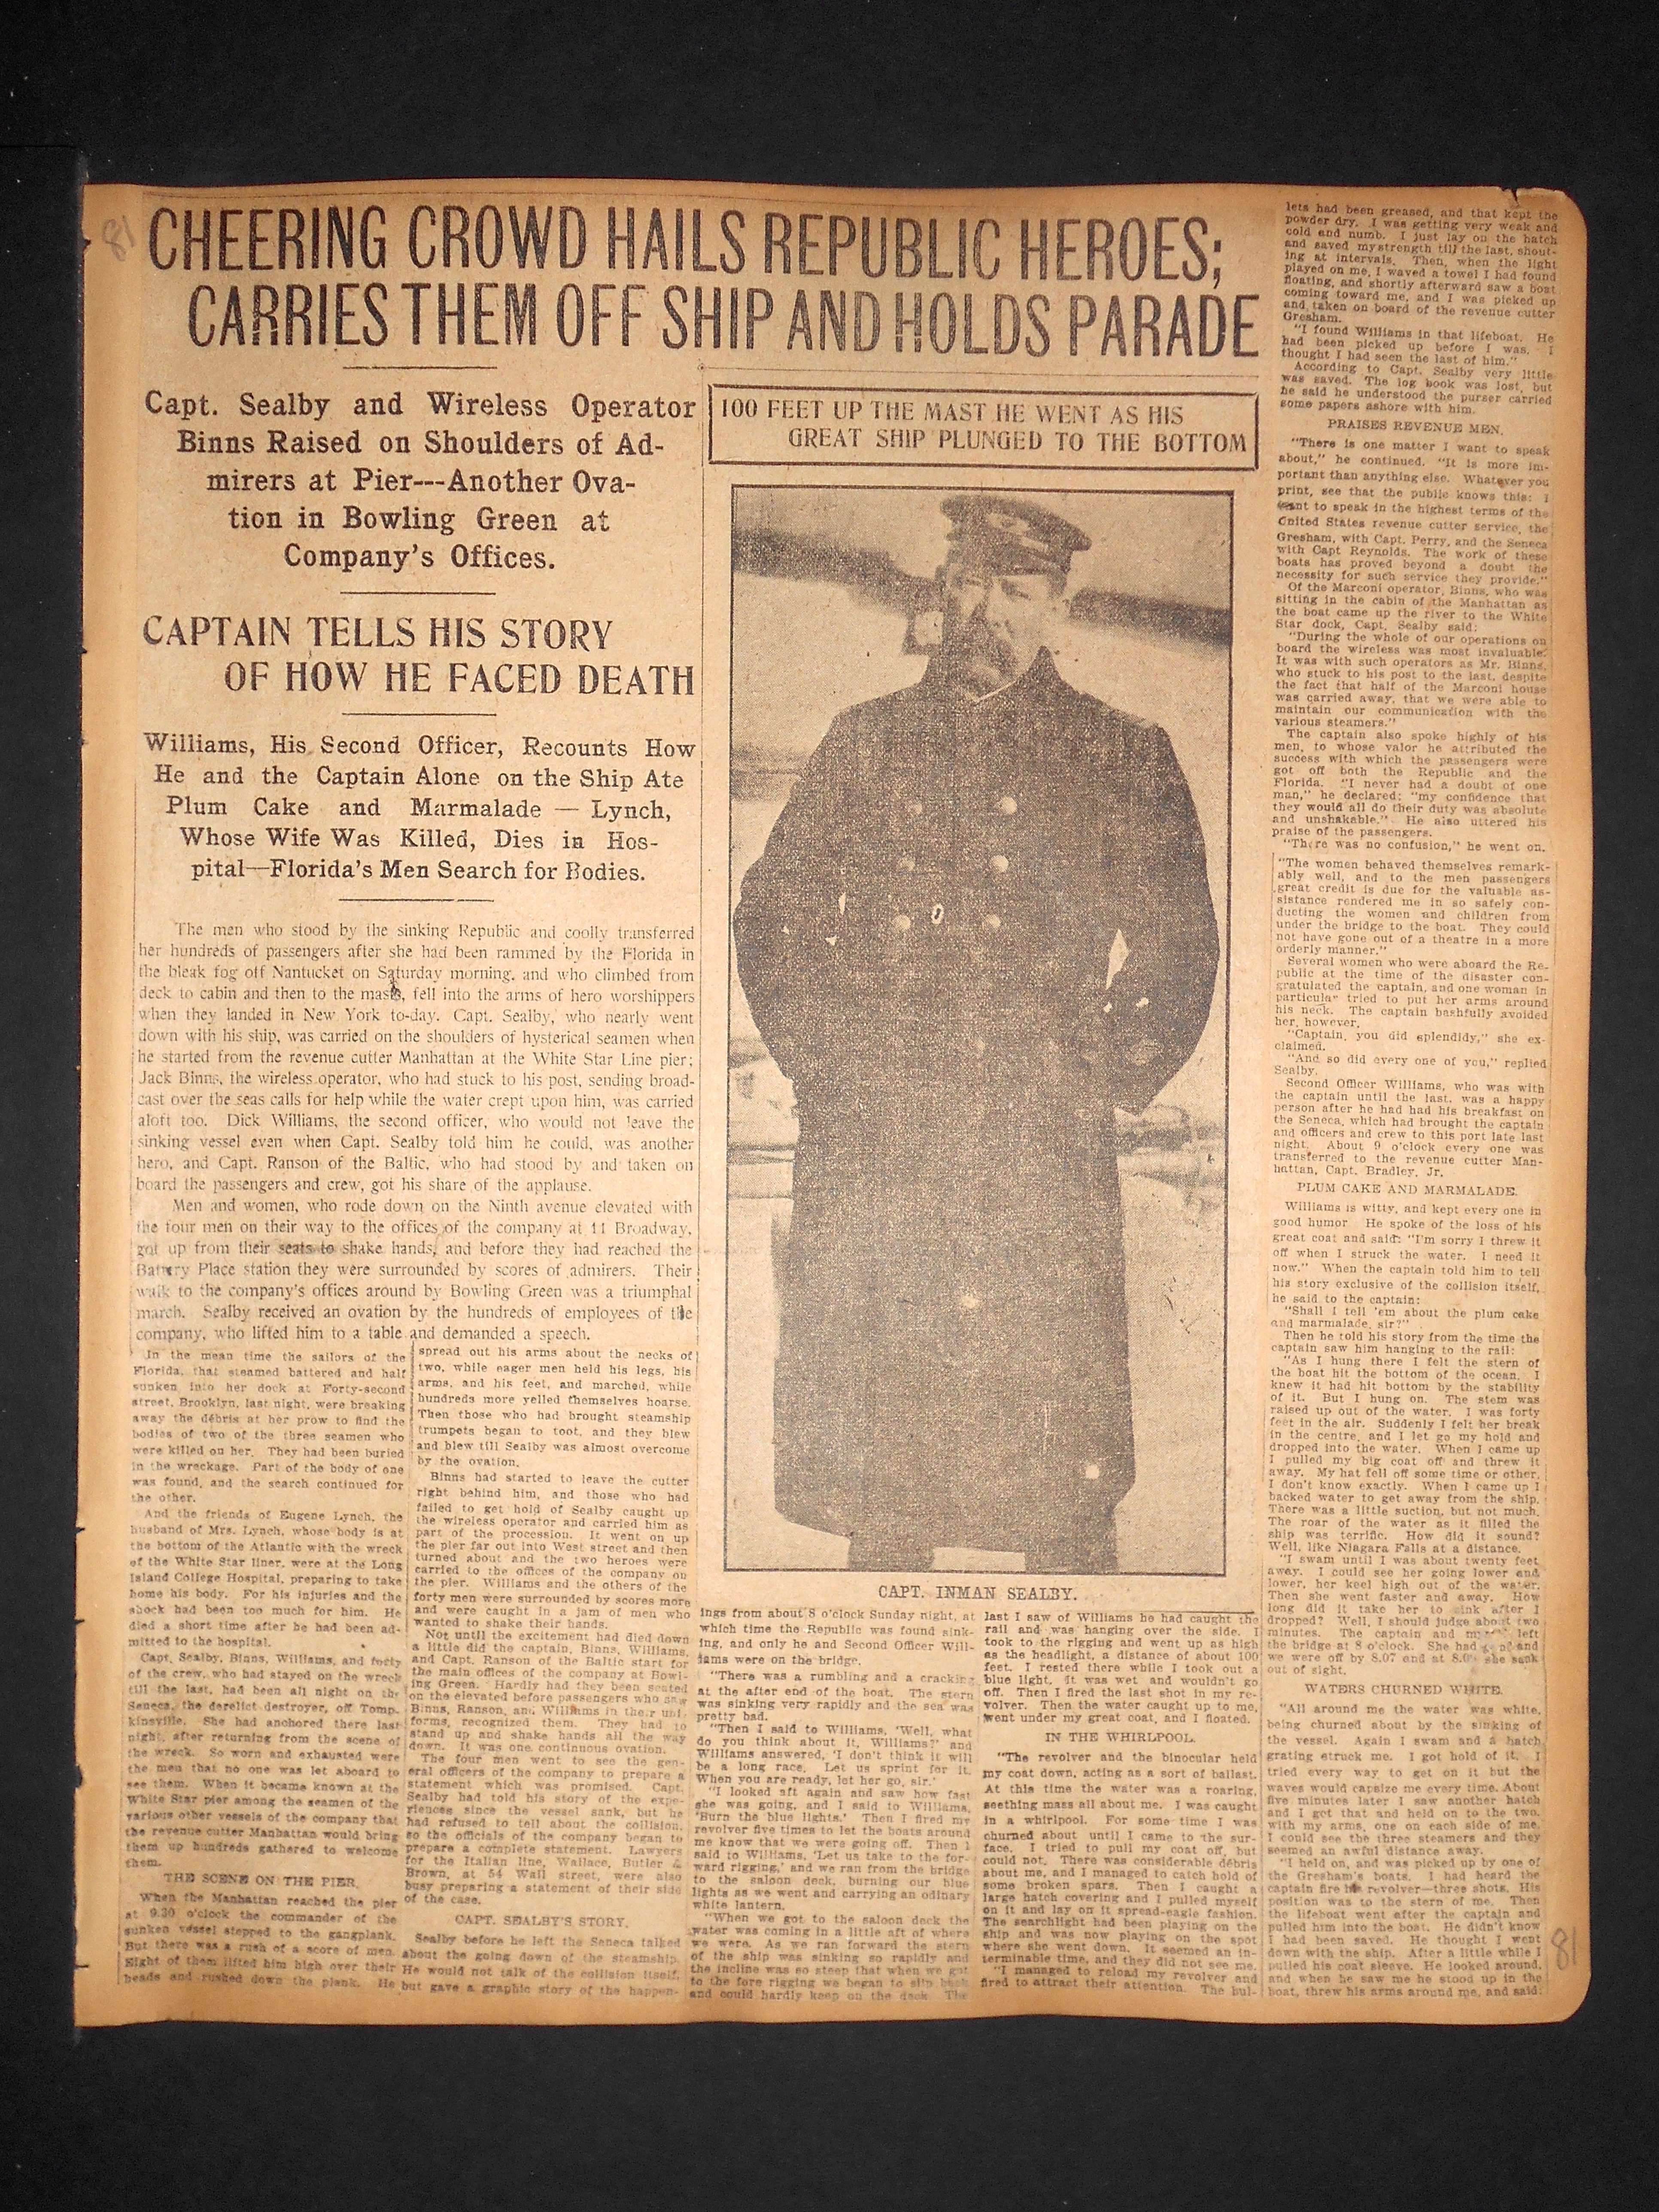 81
CHEERING CROWD HAILS REPUBLIC HEROES;
CARRIES THEM OFF SHIP AND HOLDS PARADE
Capt. Sealby and Wireless Operator
Binns Raised on Shoulders of Ad-
mirers at Pier---Another Ova-
tion in Bowling Green at
Company's Offices.
CAPTAIN TELLS HIS STORY
OF HOW HE FACED DEATH
Williams, His Second Officer, Recounts How
He and the Captain Alone on the Ship Ate
Plum Cake and Marmalade — Lynch,
Whose Wife Was Killed, Dies in Hos-
pital—Florida's Men Search for Bodies.
The men who stood by the sinking Republic and coolly transferred
her hundreds of passengers after she had been rammed by the Florida in
the bleak fog off Nantucket on Saturday morning, and who climbed from
deck to cabin and then to the masts, fell into the arms of hero worshippers
when they landed in New York to-day. Capt. Sealby, who nearly went
down with his ship, was carried on the shoulders of hysterical seamen when
he started from the revenue cutter Manhattan at the White Star Line pier;
Jack Binns, the wireless operator, who had stuck to his post, sending broad-
cast over the seas calls for help while the water crept upon him, was carried
aloft too. Dick Williams, the second officer, who would not leave the
sinking vessel even when Capt. Sealby told him he could, was another
hero, and Capt. Ranson of the Baltic, who had stood by and taken on
board the passengers and crew, got his share of the applause.
Men and women, who rode down on the Ninth avenue elevated with
the four men on their way to the offices of the company at 11 Broadway,
got up from their seats to shake hands, and before they had reached the
Battery Place station they were surrounded by scores of admirers. Their
walk to the company's offices around by Bowling Green was a triumphal
march. Sealby received an ovation by the hundreds of employees of the
company, who lifted him to a table and demanded a speech.
In the mean time the sailors of the
Florida, that steamed battered and half
sunken into her dock at Forty-second
street, Brooklyn, last night, were breaking
away the débris at her prow to find the
bodies of two of the three seamen who
were killed on her. They had been buried
in the wreckage. Part of the body of one
was found, and the search continued for
the other.
And the friends of Eugene Lynch, the
husband of Mrs. Lynch, whose body is at
the bottom of the Atlantic with the wreck
of the White Star liner, were at the Long
Island College Hospital, preparing to take
home his body. For his injuries and the
shock had been too much for him. He
died a short time after he had been ad-
mitted to the hospital.
Capt. Sealby, Binns, Williams, and forty
of the crew, who had stayed on the wreck
till the last, had been all night on the
Seneca, the derelict destroyer, off Tomp-
kinsville. She had anchored there last
night, after returning from the scene of
the wreck. So worn and exhausted were
the men that no one was let aboard to
see them. When it became known at the
White Star pier among the seamen of the
various other vessels of the company that
the revenue cutter Manhattan would bring
them up hundreds gathered to welcome
them.
THE SCENE ON THE PIER.
When the Manhattan reached the pier
at 9.30 o'clock the commander of the
sunken vessel stepped to the gangplank.
But there was a rush of a score of men.
Eight of them lifted him high over their
heads and rushed down the plank. He
spread out his arms about the necks of
two, while eager men held his legs, his
arms, and his feet, and marched, while
hundreds more yelled themselves hoarse.
Then those who had brought steamship
trumpets began to toot, and they blew
and blew till Sealby was almost overcome
by the ovation.
Binns had started to leave the cutter
right behind him, and those who had
failed to get hold of Sealby caught up
the wireless operator and carried him as
part of the procession. It went on up
the pier far out into West street and then
turned about and the two heroes were
carried to the offices of the company on
the pier. Williams and the others of the
forty men were surrounded by scores more
and were caught in a jam of men who
wanted to shake their hands.
Not until the excitement had died down
a little did the captain, Binns, Williams,
and Capt. Ranson of the Baltic start for
the main offices of the company at Bowl-
ing Green. Hardly had they been seated
on the elevated before passengers who saw
Binns, Ranson, and Williams in their uni-
forms, recognized them. They had to
stand up and shake hands all the way
down. It was one continuous ovation.
The four men went to see the gen-
eral officers of the company to prepare a
statement which was promised. Capt.
Sealby had told his story of the expe-
riences since the vessel sank, but he
had refused to tell about the collision,
so the officials of the company began to
prepare a complete statement. Lawyers
for the Italian line, Wallace, Butler &
Brown, at 54 Wall street, were also
busy preparing a statement of their side
of the case.
CAPT. SEALBY'S STORY.
Sealby before he left the Seneca talked
about the going down of the steamship.
He would not talk of the collision itself,
but gave a graphic story of the happen-
100 FEET UP THE MAST HE WENT AS HIS
GREAT SHIP PLUNGED TO THE BOTTOM
CAPT. INMAN SEALBY.
ings from about 8 o'clock Sunday night, at
which time the Republic was found sink-
ing, and only he and Second Officer Will-
iams were on the bridge.
"There was a rumbling and a cracking
at the after end of the boat. The stern
was sinking very rapidly and the sea was
pretty bad.
"Then I said to Williams, 'Well, what
do you think about it, Williams?' and
Williams answered, 'I don't think it will
be a long race. Let us sprint for it.
When you are ready, let her go, sir.'
"I looked aft again and saw how fast
she was going, and I said to Williams,
'Burn the blue lights.' Then I fired my
revolver five times to let the boats around
me know that we were going off. Then I
said to Williams, 'Let us take to the for-
ward rigging,' and we ran from the bridge
to the saloon deck, burning our blue
lights as we went and carrying an odinary
white lantern.
"When we got to the saloon deck the
water was coming in a little aft of where
we were. As we ran forward the stern
of the ship was sinking so rapidly and
the incline was so steep that when we got
to the fore rigging we began to slip back
and could hardly keep on the deck. The
last I saw of Williams he had caught the
rail and was hanging over the side. I
took to the rigging and went up as high
as the headlight, a distance of about 100
feet. I rested there while I took out a
blue light. It was wet and wouldn't go
off. Then I fired the last shot in my re-
volver. Then the water caught up to me,
went under my great coat, and I floated.
IN THE WHIRLPOOL.
"The revolver and the binocular held
my coat down, acting as a sort of ballast.
At this time the water was a roaring,
seething mass all about me. I was caught
in a whirlpool. For some time I was
churned about until I came to the sur-
face. I tried to pull my coat off, but
could not. There was considerable débris
about me, and I managed to catch hold of
some broken spars. Then I caught a
large hatch covering and I pulled myself
on it and lay on it spread-eagle fashion.
The searchlight had been playing on the
ship and was now playing on the spot
where she went down. It seemed an in-
terminable time, and they did not see me.
"I managed to reload my revolver and
fired to attract their attention. The bul-
lets had been greased, and that kept the
powder dry. I was getting very weak and
cold and numb. I just lay on the hatch
and saved my strength till the last, shout-
ing at intervals. Then, when the light
played on me, I waved a towel I had found
floating, and shortly afterward saw a boat
coming toward me, and I was picked up
and taken on board of the revenue cutter
Gresham.
"I found Williams in that lifeboat. He
had been picked up before I was. I
thought I had seen the last of him."
According to Capt. Sealby very little
was saved. The log book was lost, but
he said he understood the purser carried
some papers ashore with him.
PRAISES REVENUE MEN.
"There is one matter I want to speak
about," he continued. "It is more im-
portant than anything else. Whatever you
print, see that the public knows this: I
want to speak in the highest terms of the
United States revenue cutter service, the
Gresham, with Capt. Perry, and the Seneca
with Capt Reynolds. The work of these
boats has proved beyond a doubt the
necessity for such service they provide."
Of the Marconi operator, Binns, who was
sitting in the cabin of the Manhattan as
the boat came up the river to the White
Star dock, Capt. Sealby said:
"During the whole of our operations on
board the wireless was most invaluable.
It was with such operators as Mr. Binns,
who stuck to his post to the last, despite
the fact that half of the Marconi house
was carried away, that we were able to
maintain our communication with the
various steamers."
The captain also spoke highly of his
men, to whose valor he attributed the
success with which the passengers were
got off both the Republic and the
Florida. "I never had a doubt of one
man," he declared; "my confidence that
they would all do their duty was absolute
and unshakable." He also uttered his
praise of the passengers.
"There was no confusion," he went on.
"The women behaved themselves remark-
ably well, and to the men passengers
great credit is due for the valuable as-
sistance rendered me in so safely con-
ducting the women and children from
under the bridge to the boat. They could
not have gone out of a theatre in a more
orderly manner."
Several women who were aboard the Re-
public at the time of the disaster con-
gratulated the captain, and one woman in
particular tried to put her arms around
his neck. The captain bashfully avoided
her, however.
"Captain, you did splendidy," she ex-
claimed.
"And so did every one of you," replied
Sealby.
Second Officer Williams, who was with
the captain until the last, was a happy
person after he had had his breakfast on
the Seneca, which had brought the captain
and officers and crew to this port late last
night. About 9 o'clock every one was
transferred to the revenue cutter Man-
hattan, Capt. Bradley, Jr.
PLUM CAKE AND MARMALADE.
Williams is witty, and kept every one in
good humor. He spoke of the loss of his
great coat and said: "I'm sorry I threw it
off when I struck the water. I need it
now." When the captain told him to tell
his story exclusive of the collision itself,
he said to the captain:
"Shall I tell 'em about the plum cake
and marmalade, sir?"
Then he told his story from the time the
captain saw him hanging to the rail:
"As I hung there I felt the stern of
the boat hit the bottom of the ocean. I
knew it had hit bottom by the stability
of it. But I hung on. The stem was
raised up out of the water. I was forty
feet in the air. Suddenly I felt her break
in the centre, and I let go my hold and
dropped into the water. When I came up
I pulled my big coat off and threw it
away. My hat fell off some time or other.
I don't know exactly. When I came up I
backed water to get away from the ship.
There was a little suction, but not much.
The roar of the water as it filled the
ship was terrific. How did it sound?
Well, like Niagara Falls at a distance.
"I swam until I was about twenty feet
away. I could see her going lower and
lower, her keel high out of the water.
Then she went faster and away. How
long did it take her to sink after I
dropped? Well, I should judge about two
minutes. The captain and left
the bridge at 8 o'clock. She had and
we were off by 8.07 and at she sank
out of sight.
WATERS CHURNED WHITE.
"All around me the water was white,
being churned about by the sinking of
the vessel. Again I swam and a hatch
grating struck me. I got hold of it. I
tried every way to get on it but the
waves would capsize me every time. About
five minutes later I saw another hatch
and I got that and held on to the two,
with my arms, one on each side of me.
I could see the three steamers and they
seemed an awful distance away.
"I held on, and was picked up by one of
the Gresham's boats. I had heard the
captain fire his revolver—three shots. His
position was to the stern of me. Then
the lifeboat went after the captain and
pulled him into the boat. He didn't know
I had been saved. He thought I went
down with the ship. After a little while I
pulled his coat sleeve. He looked around,
and when he saw me he stood up in the
boat, threw his arms around me, and said:
81